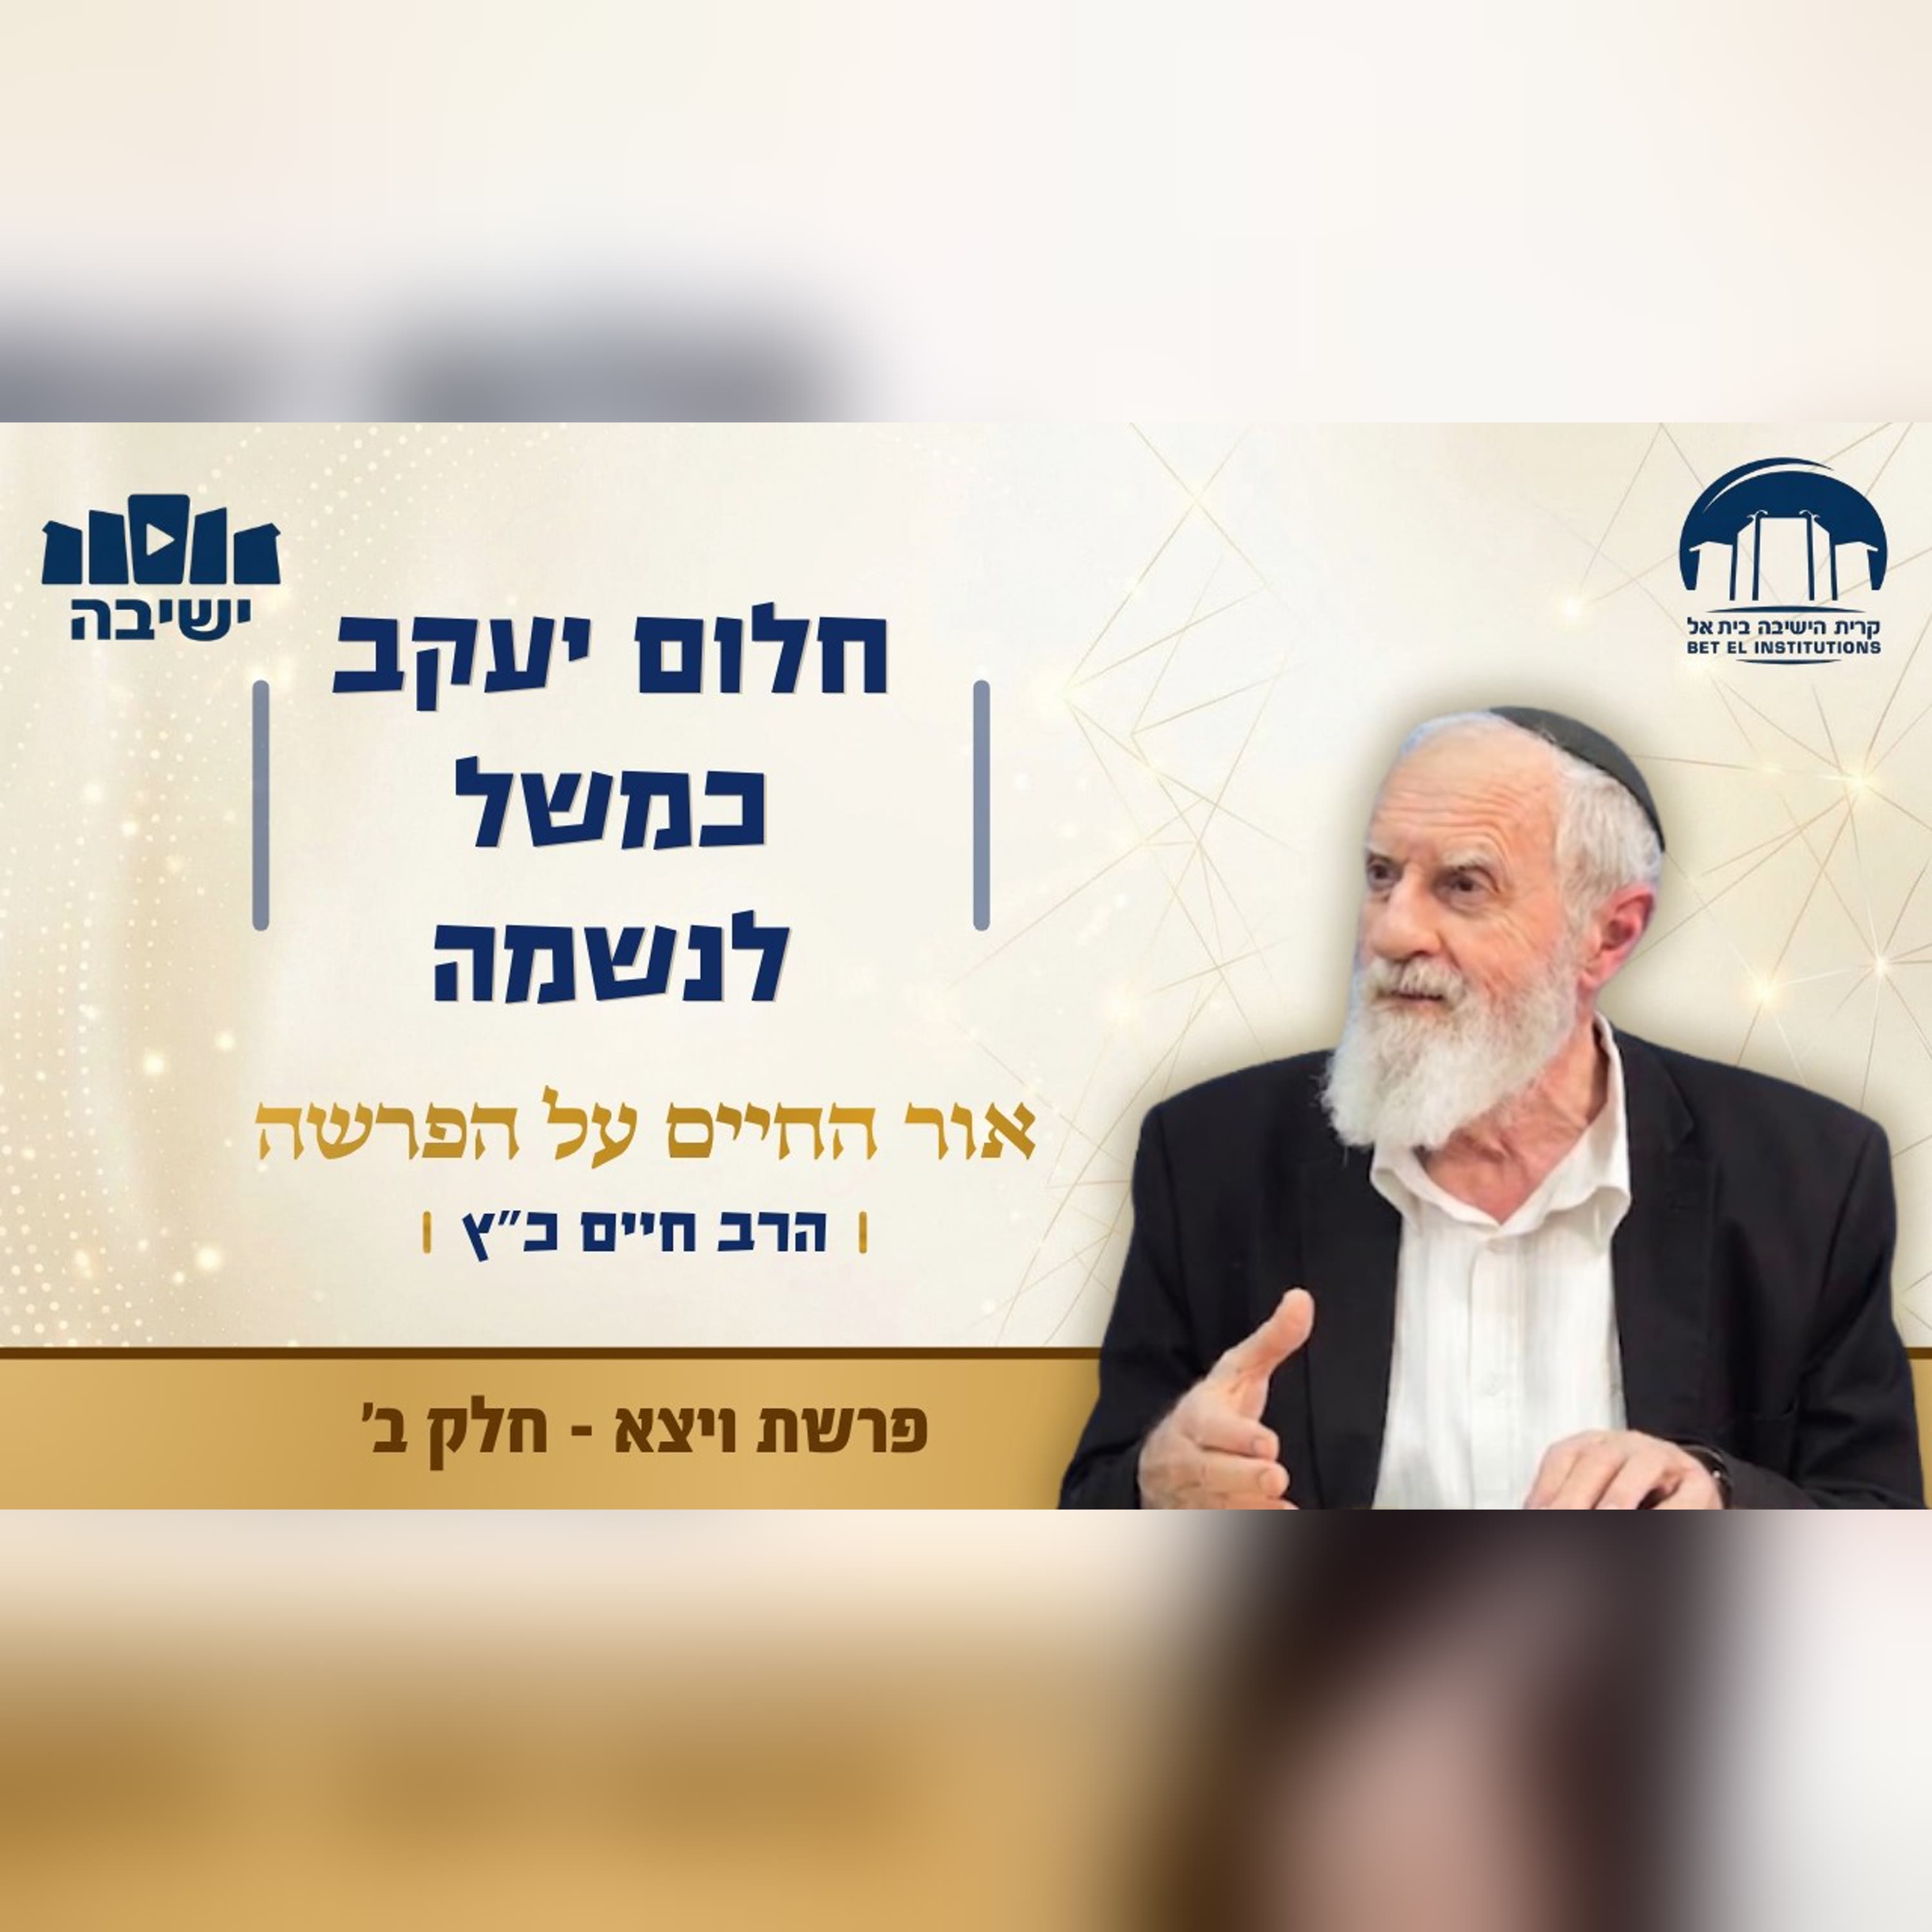 ישיבה
קרית הישיבה בית אל
BET EL INSTITUTIONS
חלום יעקב
כמשל
לנשמה
אור החיים על הפרשה
הרב חיים כ״ץ
פרשת ויצא - חלק ב׳